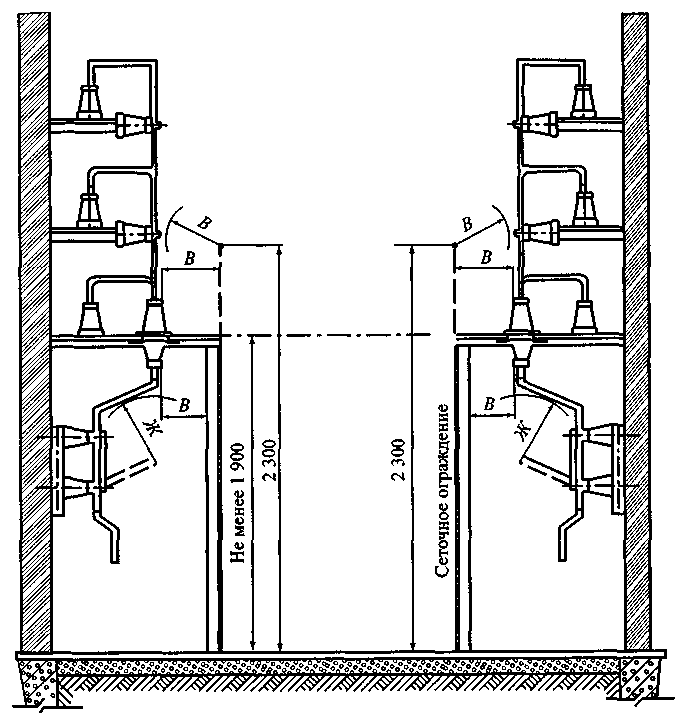 В
В
В
В
В
В
Ж
Ж
Не менее 1 900
2 300
2 300
Сеточное ограждение